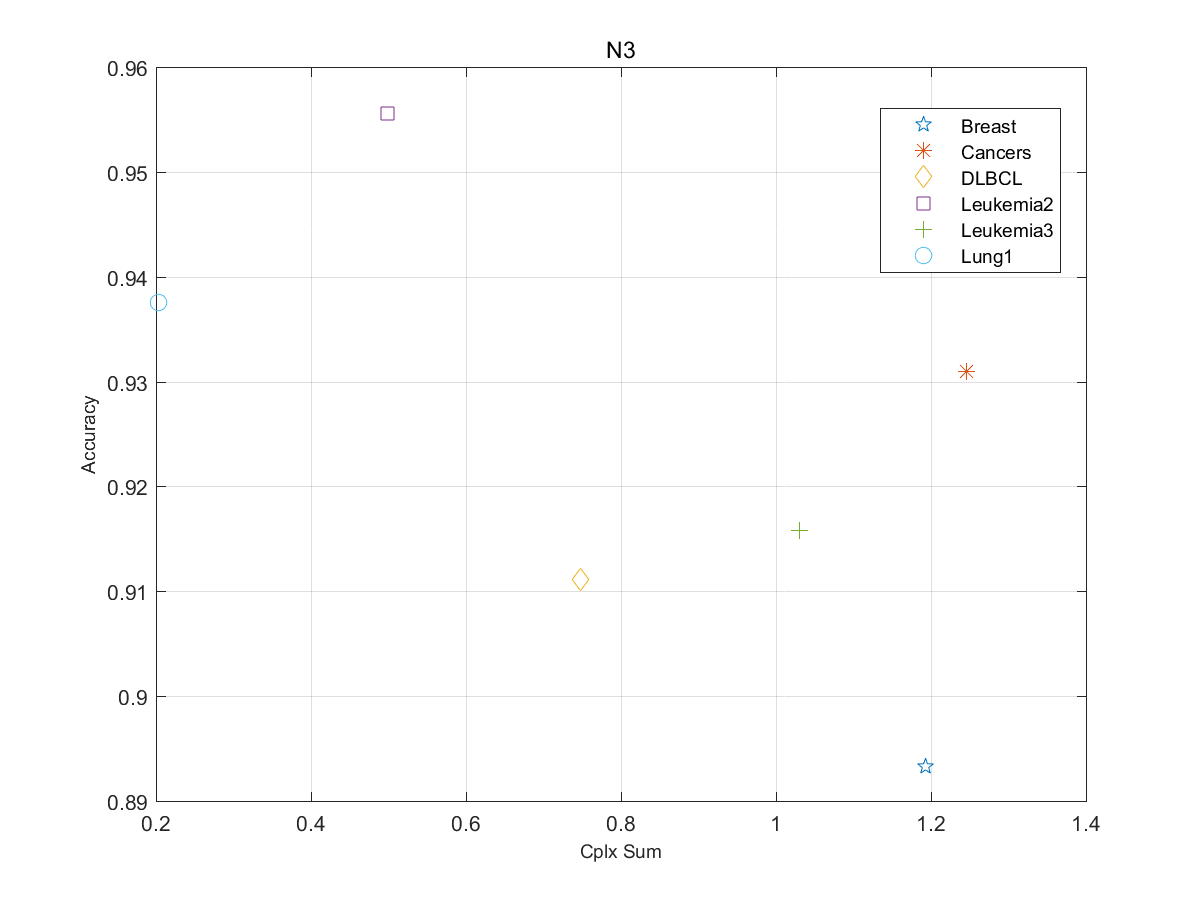 N3
0.96
0.95
0.94
0.93
0.92
0.91
0.9
0.89
Accuracy
Breast
Cancers
DLBCL
Leukemia2
Leukemia3
Lung1
0.2 0.4 0.6 0.8 1 1.2 1.4
Cplx Sum